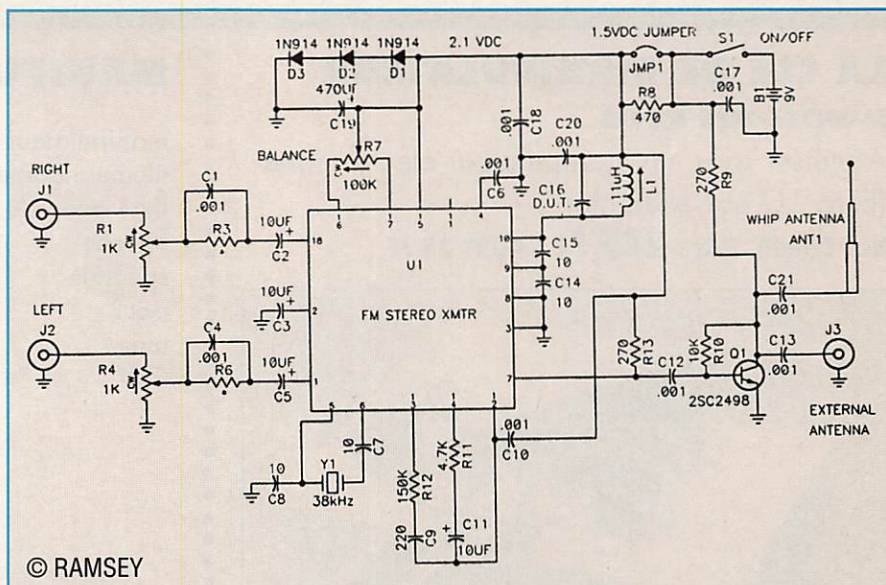 1N914 1N914 1N914
D3 D2 D1
2.1 VDC
1.5VDC JUMPER
JMP1
S1 ON/OFF
470UF
C19
.001
C18
R8
470
C17
.001
B1
9V
BALANCE
R7
CW
100K
C20
.001
.001
C6
C16
D.U.T.
.1uH
L1
270
R9
WHIP ANTENNA
ANT1
RIGHT
J1
R1
1K
CW
C1
.001
R3
10UF
C2
18
6
7
5
4
U1
FM STEREO XMTR
10
9
8
3
C15
10
C14
10
LEFT
J2
R4
1K
CW
C4
.001
R6
10UF
C3
2
10UF
C5
1
7
270
R13
C12
.001
10K
R10
Q1
2SC2498
C21
.001
C13
.001
J3
EXTERNAL
ANTENNA
5
6
10
C8
Y1
38kHz
10
C7
150K
R12
220
C9
4.7K
R11
C11
10UF
.001
C10
© RAMSEY